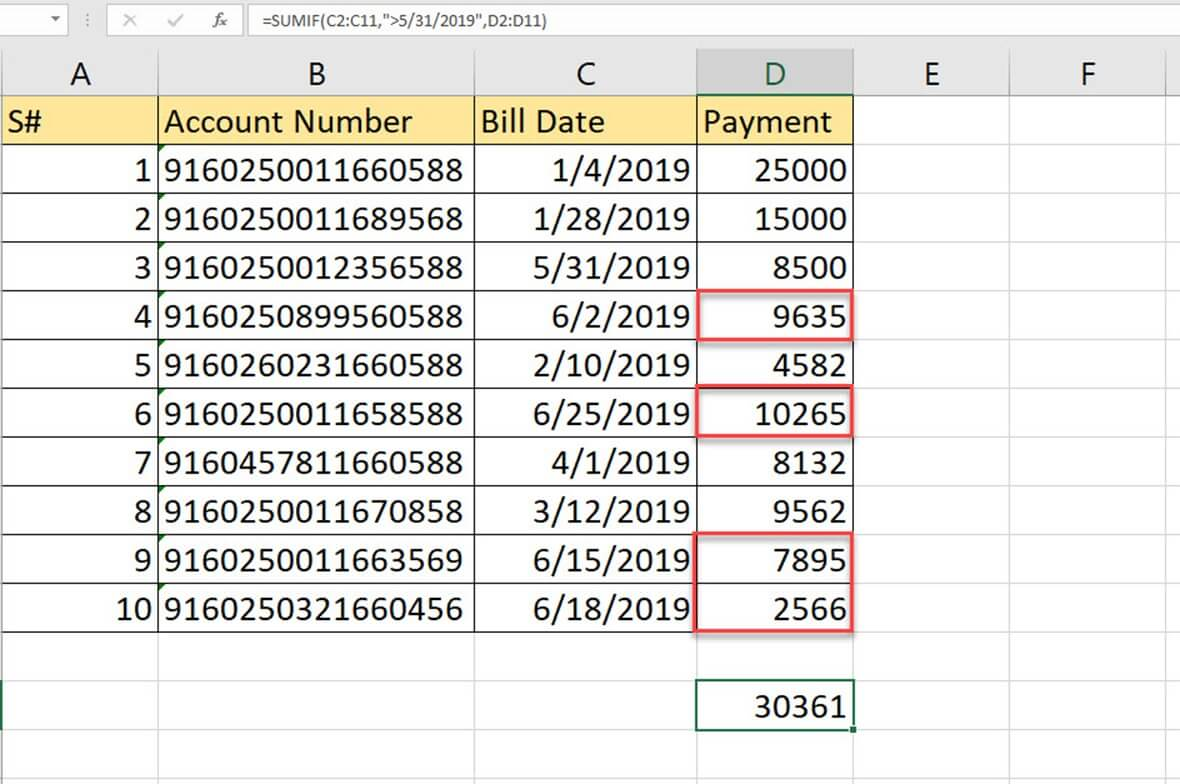 fx =SUMIF(C2:C11,">5/31/2019",D2:D11)
A B C D E F
S# Account Number Bill Date Payment
1 9160250011660588 1/4/2019 25000
2 9160250011689568 1/28/2019 15000
3 9160250012356588 5/31/2019 8500
4 9160250899560588 6/2/2019 9635
5 9160260231660588 2/10/2019 4582
6 9160250011658588 6/25/2019 10265
7 9160457811660588 4/1/2019 8132
8 9160250011670858 3/12/2019 9562
9 9160250011663569 6/15/2019 7895
10 9160250321660456 6/18/2019 2566
30361